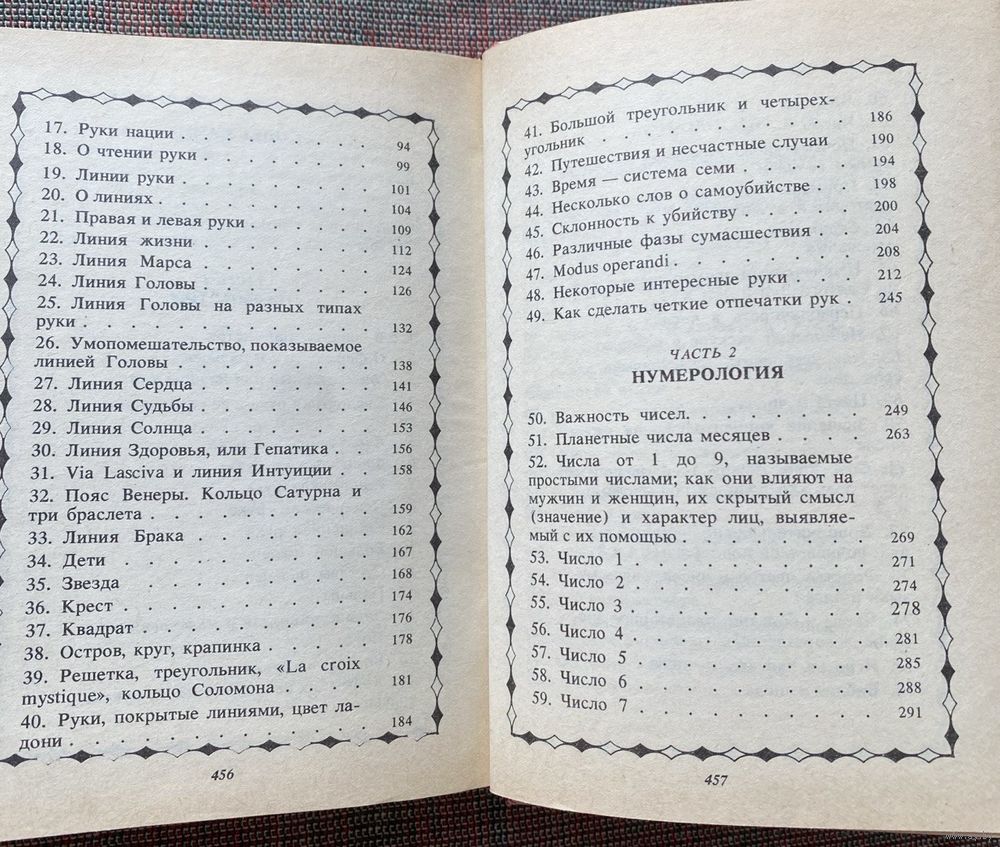 17. Руки нации . . . . . . . . . 94
18. О чтении руки . . . . . . . . 99
19. Линии руки . . . . . . . . . 101
20. О линиях . . . . . . . . . . 104
21. Правая и левая руки . . . . . . 109
22. Линия жизни . . . . . . . . . 112
23. Линия Марса . . . . . . . . 124
24. Линия Головы . . . . . . . . 126
25. Линия Головы на разных типах
руки . . . . . . . . . . . . . 132
26. Умопомешательство, показываемое
линией Головы . . . . . . . . . 138
27. Линия Сердца . . . . . . . . 141
28. Линия Судьбы . . . . . . . . 146
29. Линия Солнца . . . . . . . . 153
30. Линия Здоровья, или Гепатика . . 156
31. Via Lasciva и линия Интуиции . . 158
32. Пояс Венеры. Кольцо Сатурна и
три браслета . . . . . . . . . . 159
33. Линия Брака . . . . . . . . 162
34. Дети . . . . . . . . . . . 167
35. Звезда . . . . . . . . . . 168
36. Крест . . . . . . . . . . . 174
37. Квадрат . . . . . . . . . . 176
38. Остров, круг, крапинка . . . . . 178
39. Решетка, треугольник, «La croix
mystique», кольцо Соломона . . . . 181
40. Руки, покрытые линиями, цвет ла-
дони . . . . . . . . . . . . . 184
456
41. Большой треугольник и четырех-
угольник . . . . . . . . . . . 186
42. Путешествия и несчастные случаи 190
43. Время — система семи . . . . . 194
44. Несколько слов о самоубийстве . . 198
45. Склонность к убийству . . . . . 200
46. Различные фазы сумасшествия . . 204
47. Modus operandi . . . . . . . . 208
48. Некоторые интересные руки . . . 212
49. Как сделать четкие отпечатки рук . 245
ЧАСТЬ 2
НУМЕРОЛОГИЯ
50. Важность чисел. . . . . . . . 249
51. Планетные числа месяцев . . . . 263
52. Числа от 1 до 9, называемые
простыми числами; как они влияют на
мужчин и женщин, их скрытый смысл
(значение) и характер лиц, выявляе-
мый с их помощью . . . . . . . . 269
53. Число 1 . . . . . . . . . . 271
54. Число 2 . . . . . . . . . . 274
55. Число 3 . . . . . . . . . . 278
56. Число 4 . . . . . . . . . . 281
57. Число 5 . . . . . . . . . . 285
58. Число 6 . . . . . . . . . . 288
59. Число 7 . . . . . . . . . . 291
457